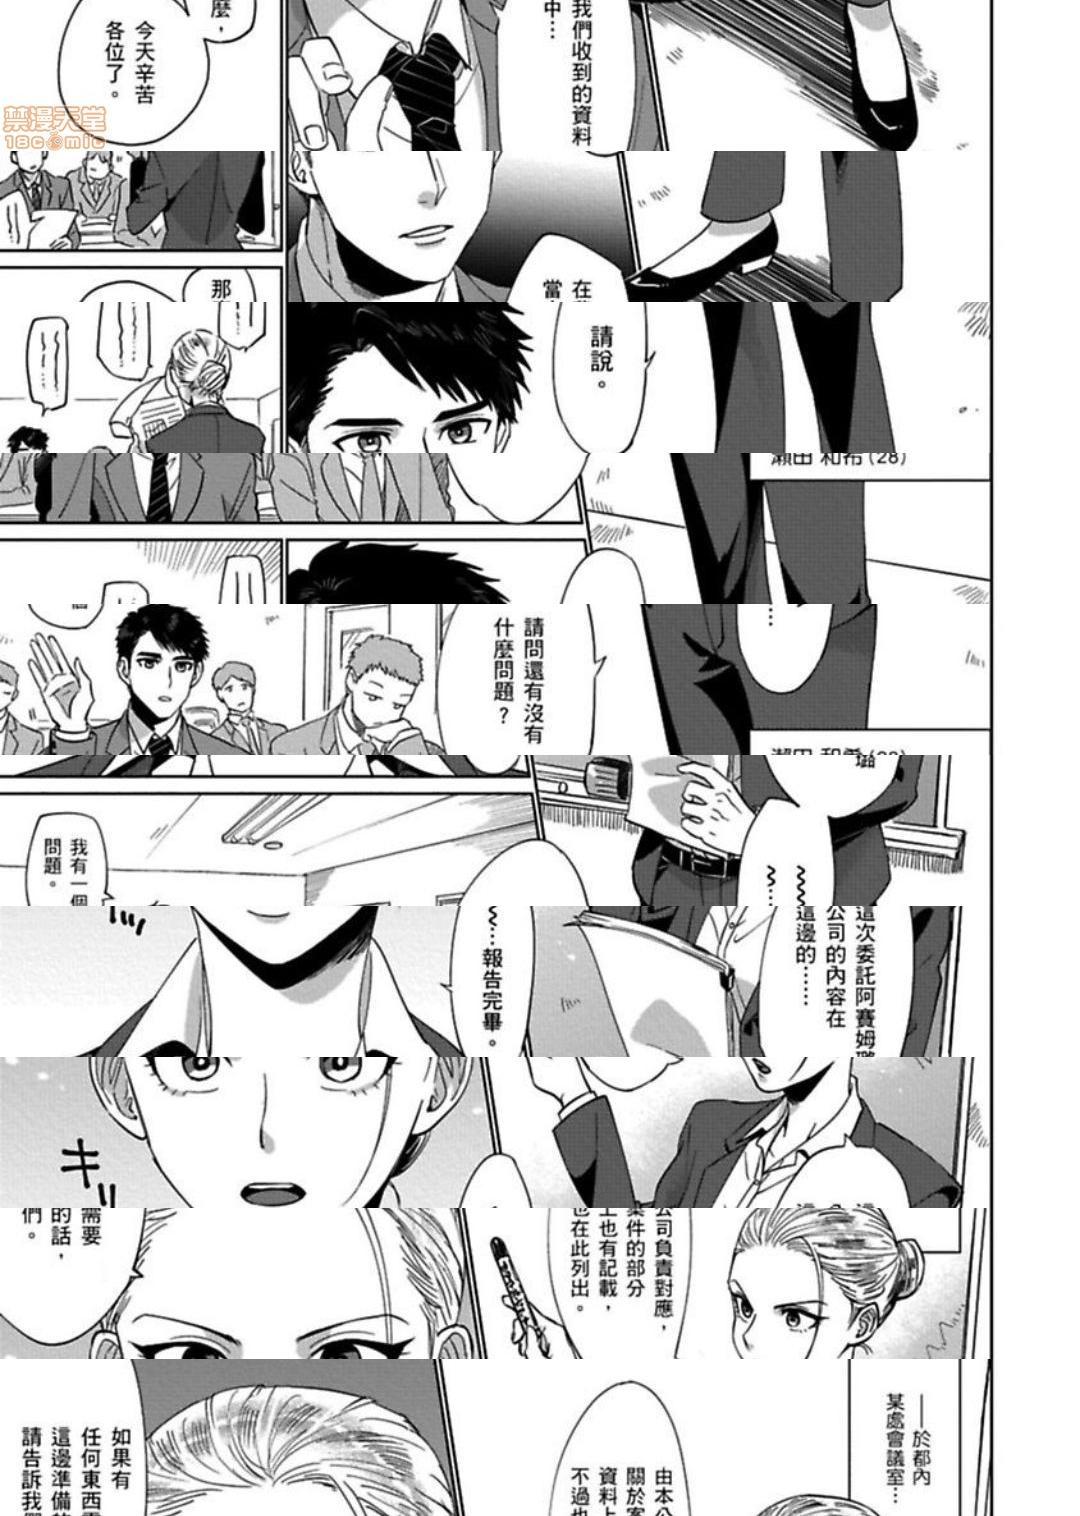 我們收到的資料
中…
麼，
今天辛苦
各位了。
禁漫天堂
18comic
在
當
請說。
那
瀨田 和希(28)
…
請問還有沒有
什麼問題？
璐
我有一個
問題。
這次委託阿賽姆
公司的內容在
這邊的……
…報告完畢。
キ
公司負責對應，
案件的部分
上也有記載，
也在此列出。
需要
的話，
們。
──於都內
某處會議室…
由本公
關於案
資料上
不過也
如果有
任何東西
這邊準備
請告訴我